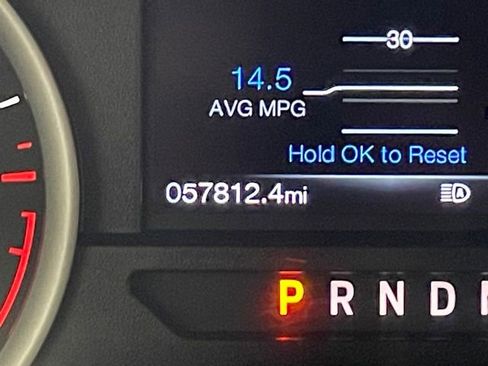 30
14.5
AVG MPG
Hold OK to Reset
057812.4mi
P R N D